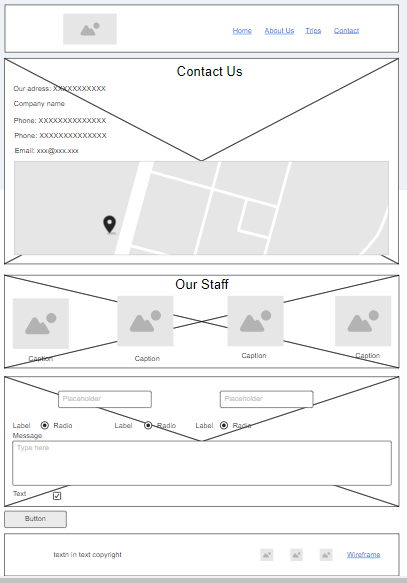 Home About Us Trips Contact
Contact Us
Our adress: XXXXXXXXXXX
Company name
Phone: XXXXXXXXXXXXXX
Phone: XXXXXXXXXXXXXX
Email: xxx@xxx.xxx
Our Staff
Caption Caption Caption Caption
Placeholder Placeholder
Label Radio Label Radio Label Radio
Message
Type here
Text
Button
textn in text copyright Wireframe